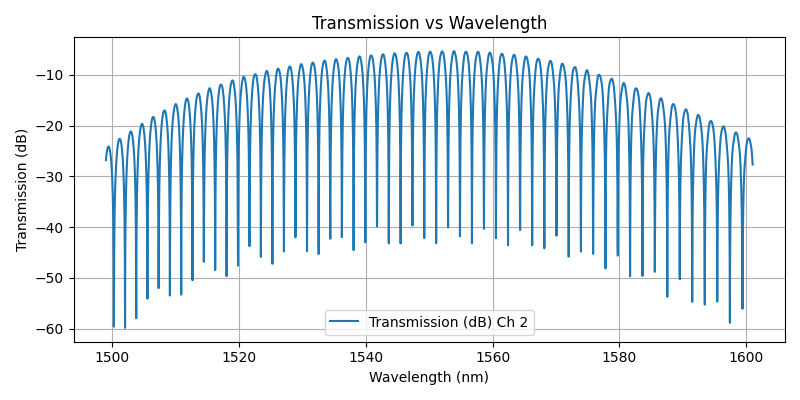 Transmission vs Wavelength
Transmission (dB)
−10
−20
−30
−40
−50
−60
Transmission (dB) Ch 2
1500 1520 1540 1560 1580 1600
Wavelength (nm)